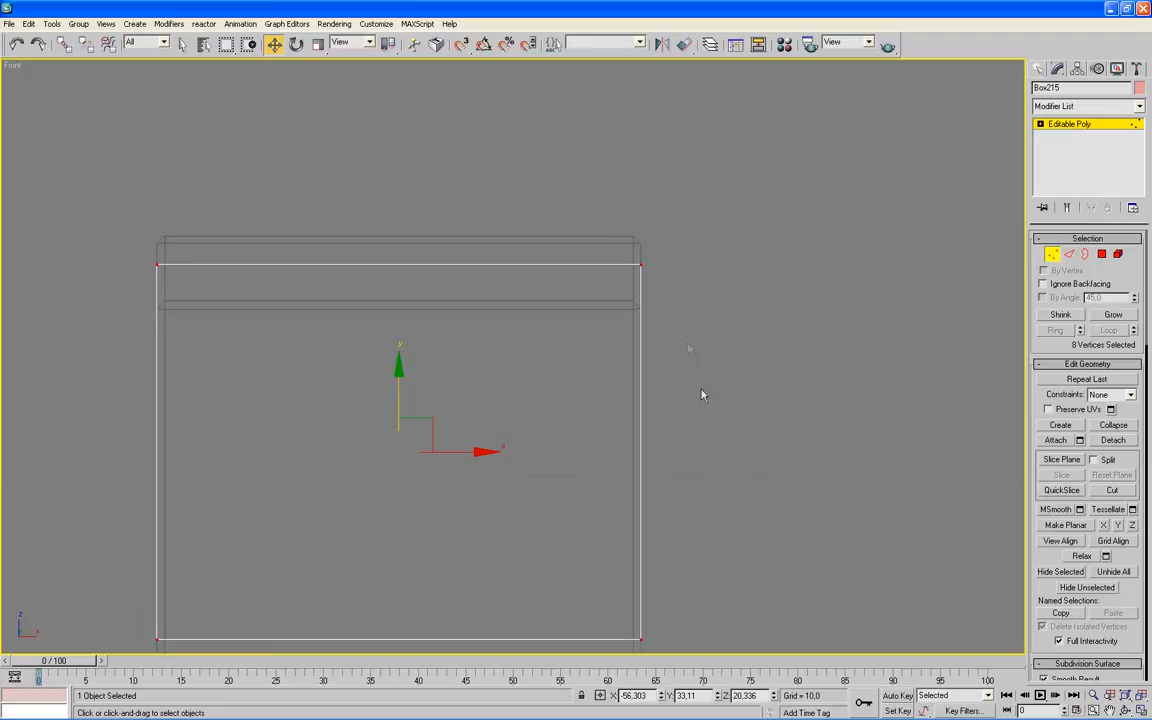 File Edit Tools Group Views Create Modifiers reactor Animation Graph Editors Rendering Customize MAXScript Help
All View View
Front
Box215
Modifier List
Editable Poly
Selection
By Vertex
Ignore Backfacing
By Angle: 45,0
Shrink Grow
Ring Loop
8 Vertices Selected
Edit Geometry
Repeat Last
Constraints: None
Preserve UVs
Create Collapse
Attach Detach
Slice Plane Split
Slice Reset Plane
QuickSlice Cut
MSmooth Tessellate
Make Planar X Y Z
View Align Grid Align
Relax
Hide Selected Unhide All
Hide Unselected
Named Selections:
Copy Paste
Delete Isolated Vertices
Full Interactivity
Subdivision Surface
Smooth Result
y
x
z
x
0 / 100
0 5 10 15 20 25 30 35 40 45 50 55 60 65 70 75 80 85 90 95 100
1 Object Selected X: -56,303 Y: 33,11 Z: 20,336 Grid = 10,0 Auto Key Selected
Click or click-and-drag to select objects Add Time Tag Set Key Key Filters... 0